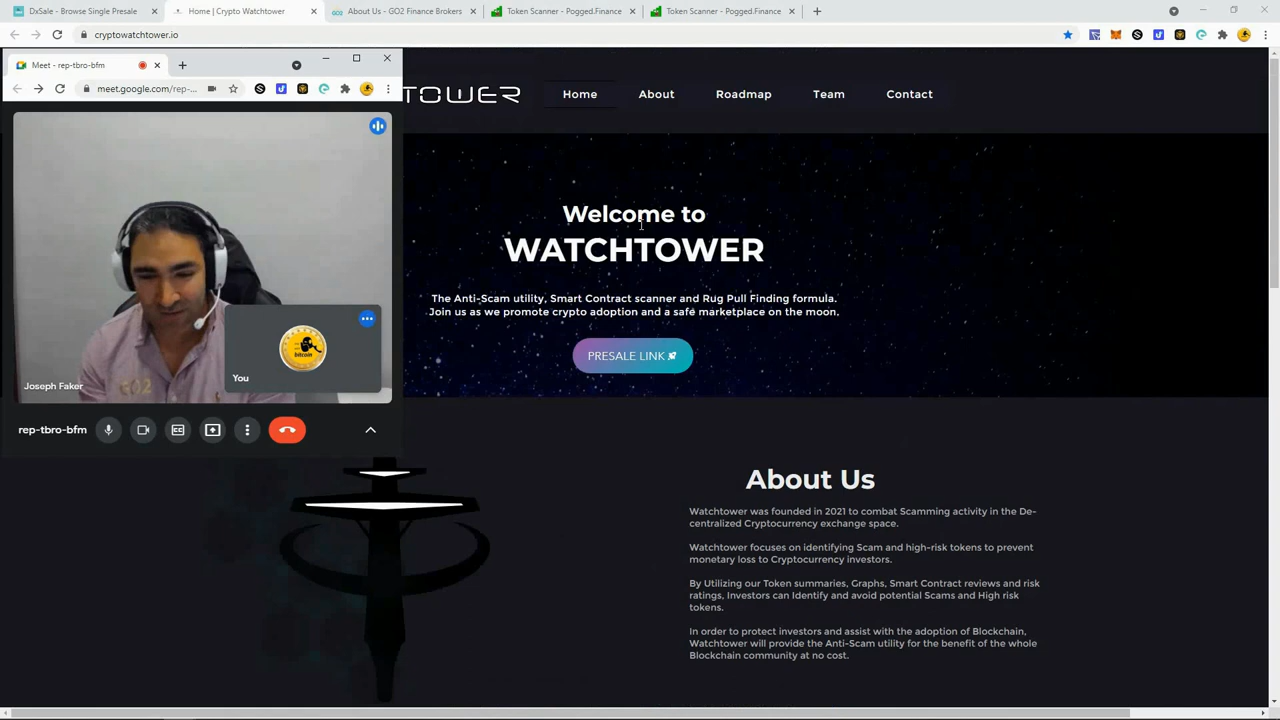 DxSale - Browse Single Presale
Home | Crypto Watchtower
About Us - GO2 Finance Brokers
Token Scanner - Pogged.Finance
Token Scanner - Pogged.Finance
cryptowatchtower.io
Meet - rep-tbro-bfm
meet.google.com/rep-...
TOWER
Home
About
Roadmap
Team
Contact
Welcome to
WATCHTOWER
The Anti-Scam utility, Smart Contract scanner and Rug Pull Finding formula.
Join us as we promote crypto adoption and a safe marketplace on the moon.
PRESALE LINK
bitcoin
You
Joseph Faker
GO2
rep-tbro-bfm
About Us
Watchtower was founded in 2021 to combat Scamming activity in the De-
centralized Cryptocurrency exchange space.
Watchtower focuses on identifying Scam and high-risk tokens to prevent
monetary loss to Cryptocurrency investors.
By Utilizing our Token summaries, Graphs, Smart Contract reviews and risk
ratings, Investors can Identify and avoid potential Scams and High risk
tokens.
In order to protect investors and assist with the adoption of Blockchain,
Watchtower will provide the Anti-Scam utility for the benefit of the whole
Blockchain community at no cost.